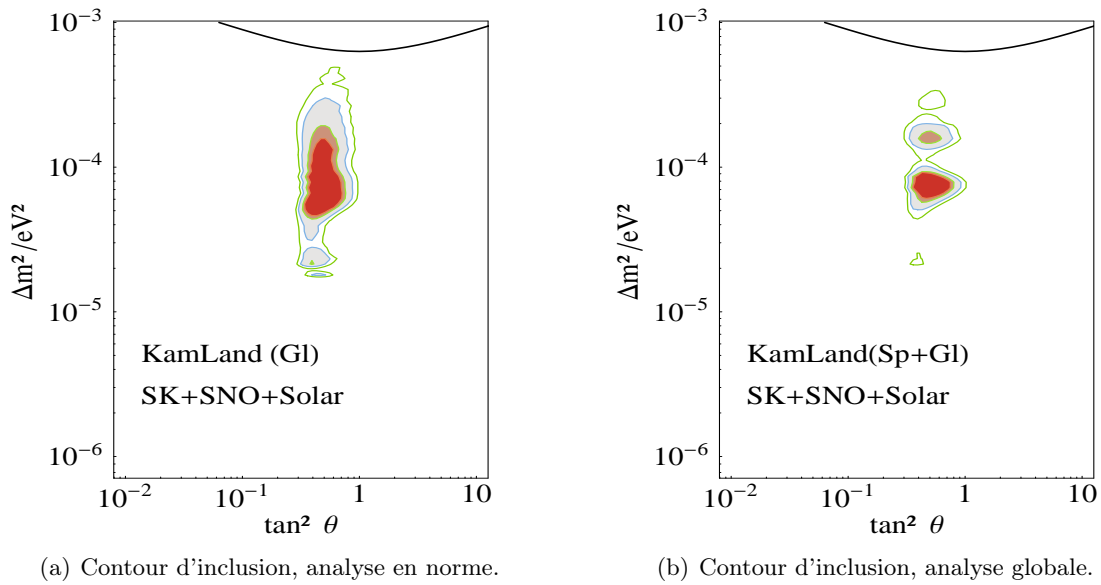 10⁻³
10⁻⁴
10⁻⁵
10⁻⁶
Δm²/eV²
KamLand (Gl)
SK+SNO+Solar
10⁻² 10⁻¹ 1 10
tan² θ
(a) Contour d'inclusion, analyse en norme.
10⁻³
10⁻⁴
10⁻⁵
10⁻⁶
Δm²/eV²
KamLand(Sp+Gl)
SK+SNO+Solar
10⁻² 10⁻¹ 1 10
tan² θ
(b) Contour d'inclusion, analyse globale.